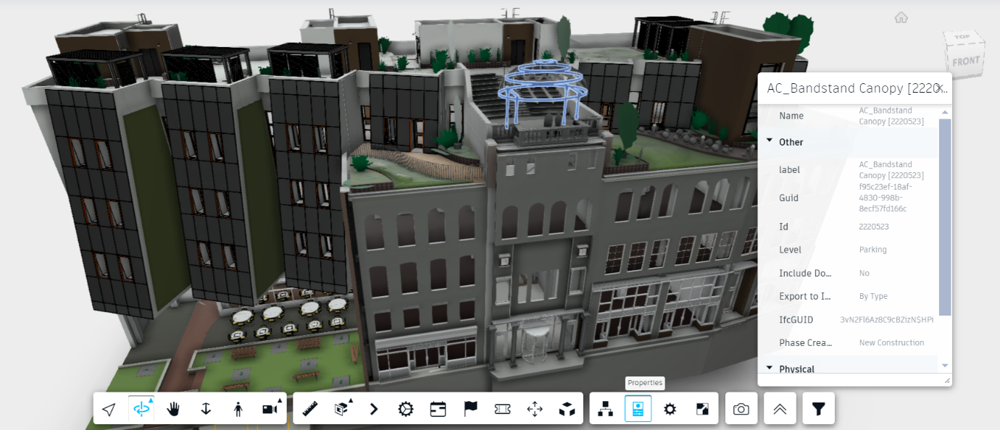 TOP
FRONT
AC_Bandstand Canopy [2220...
Name
AC_Bandstand
Canopy [2220523]
Other
label
AC_Bandstand
Canopy [2220523]
Guid
f95c23ef-18af-
4830-998b-
8ecf57fd166c
Id
2220523
Level
Parking
Include Do...
No
Export to I...
By Type
IfcGUID
3vN2Fl6Az8C9cBZizN$HPi
Phase Crea...
New Construction
Physical
Properties